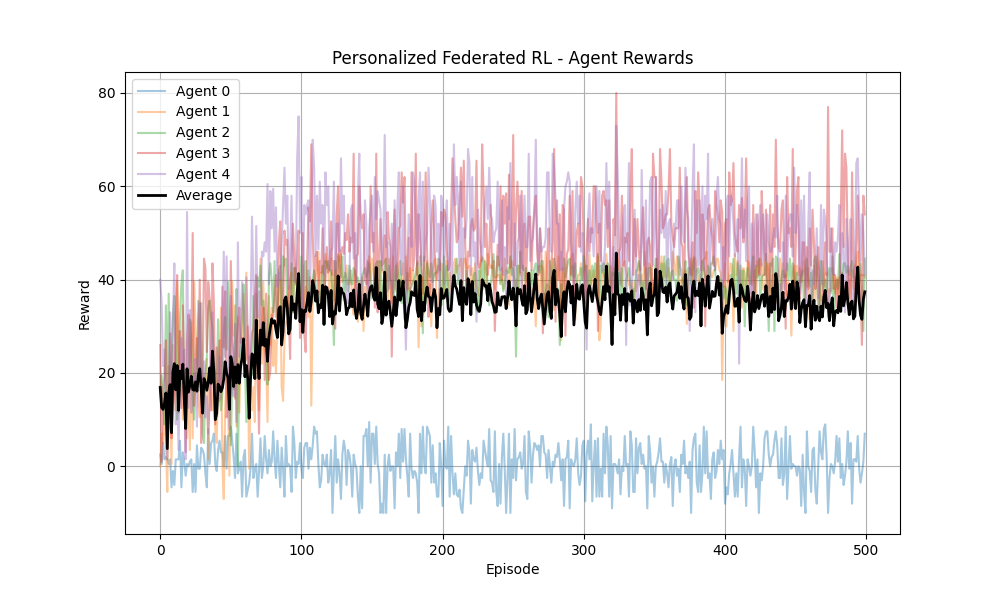 Personalized Federated RL - Agent Rewards
Agent 0
Agent 1
Agent 2
Agent 3
Agent 4
Average
80
60
40
20
0
Reward
0 100 200 300 400 500
Episode